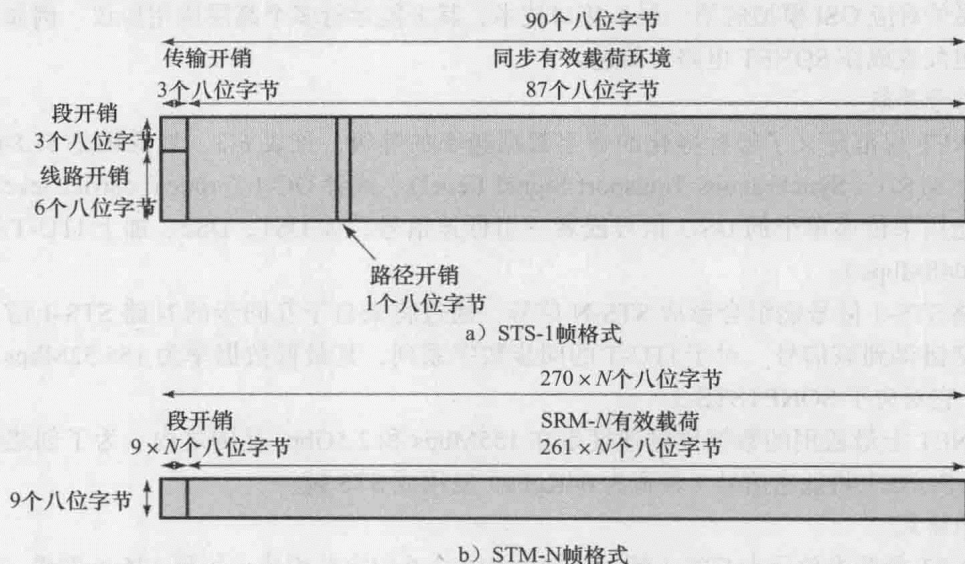 90个八位字节
传输开销
3个八位字节
同步有效载荷环境
87个八位字节
段开销
3个八位字节
线路开销
6个八位字节
路径开销
1个八位字节
a）STS-1帧格式
270×N个八位字节
段开销
9×N个八位字节
SRM-N有效载荷
261×N个八位字节
9个八位字节
b）STM-N帧格式